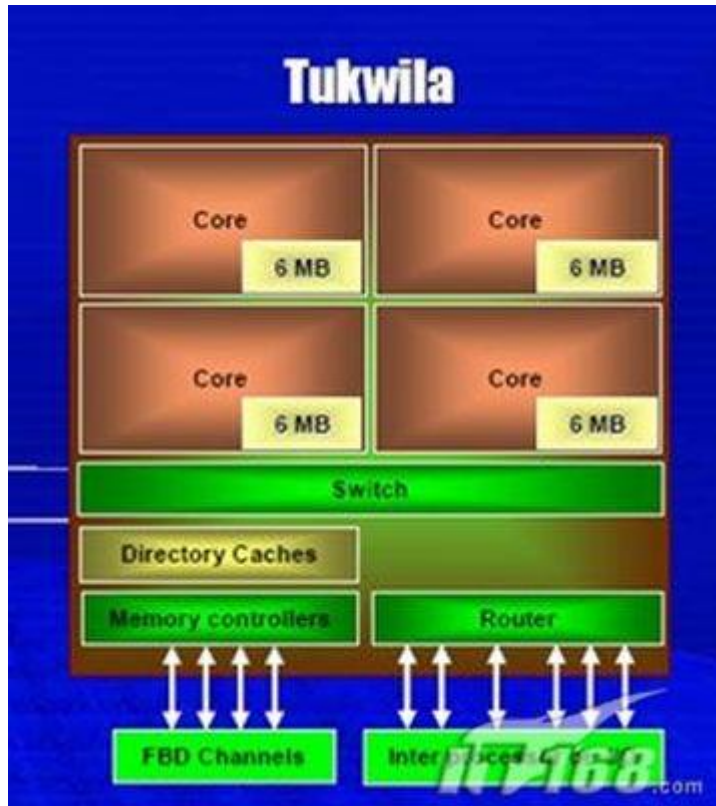 Tukwila
Core
6 MB
Core
6 MB
Core
6 MB
Core
6 MB
Switch
Directory Caches
Memory controllers
Router
FBD Channels
Inter
IT168.com